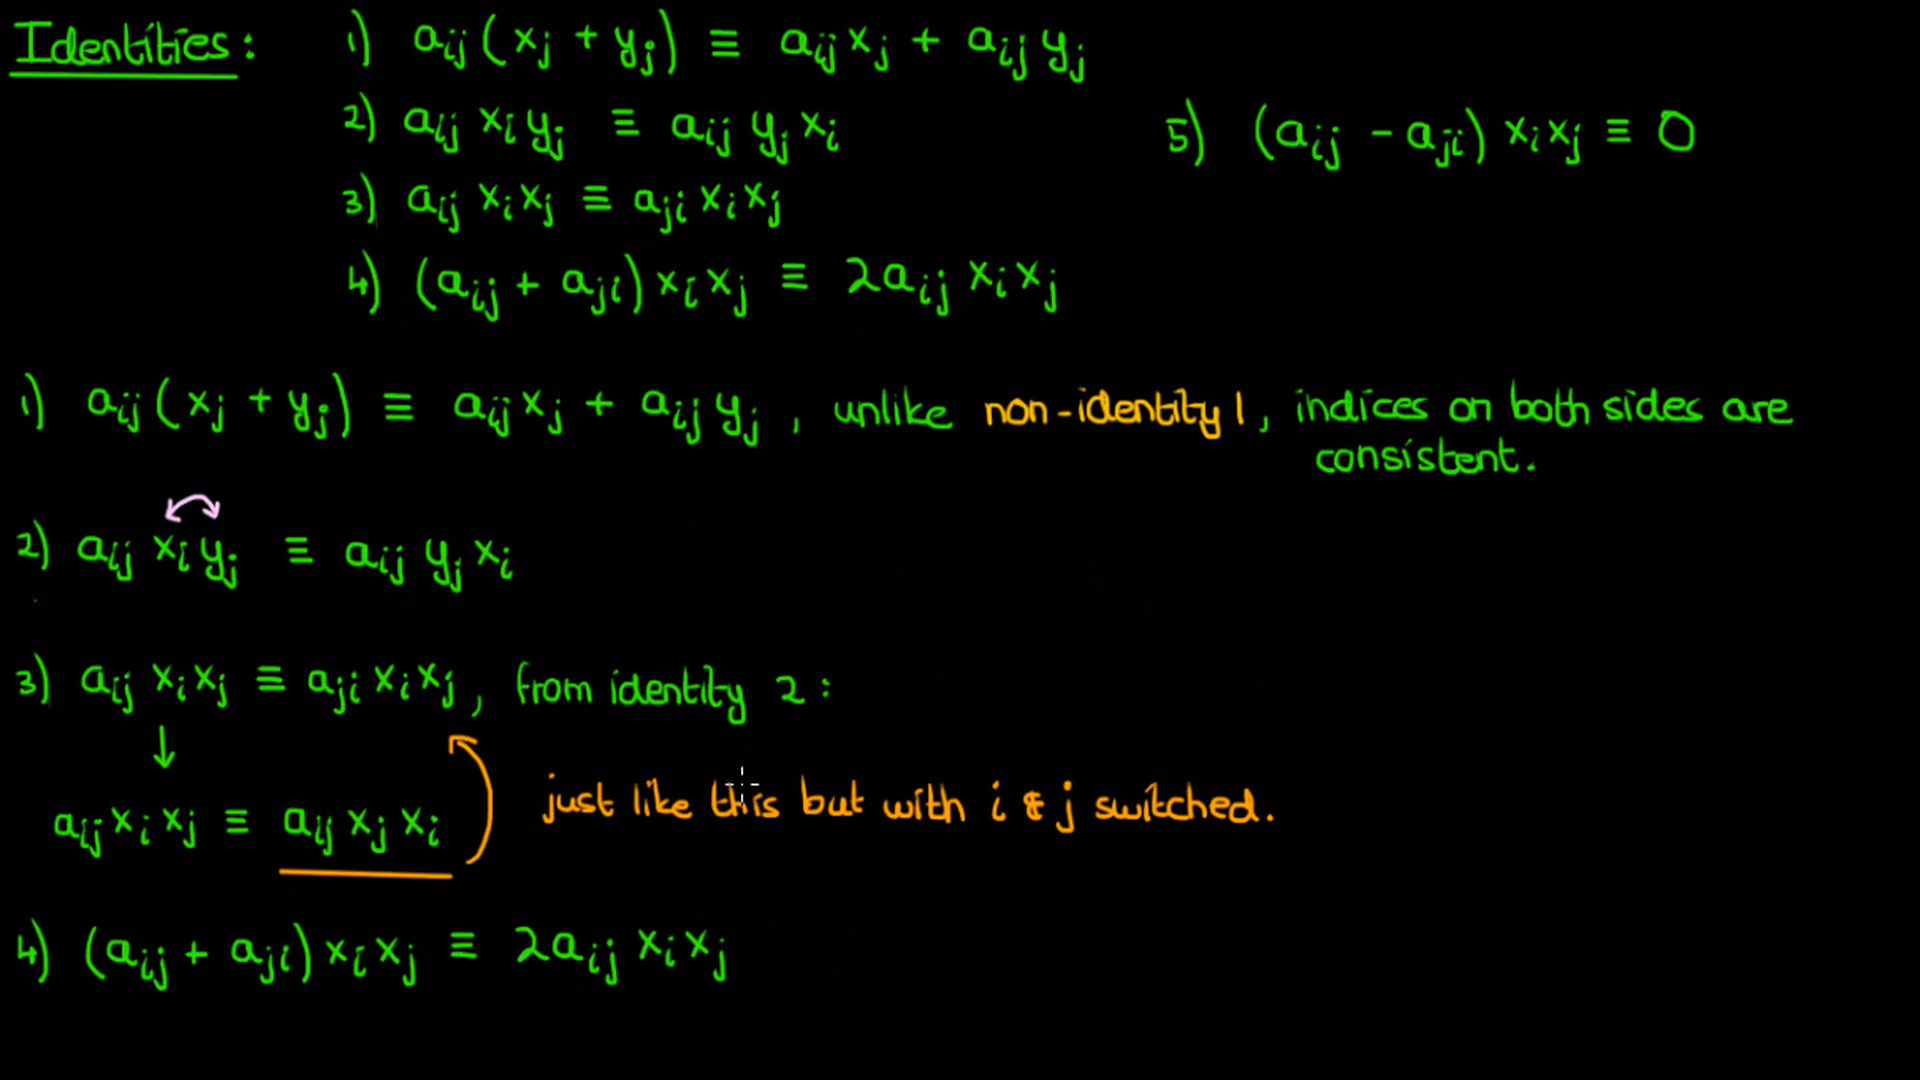 Identities: 1) aij (xj + yj) ≡ aij xj + aij yj
2) aij xi yj ≡ aij yj xi
5) (aij - aji) xi xj ≡ 0
3) aij xi xj ≡ aji xi xj
4) (aij + aji) xi xj ≡ 2aij xi xj
1) aij (xj + yj) ≡ aij xj + aij yj , unlike non-identity 1, indices on both sides are
consistent.
2) aij xi yj ≡ aij yj xi
3) aij xi xj ≡ aji xi xj , from identity 2:
↓
aij xi xj ≡ aij xj xi just like this but with i & j switched.
4) (aij + aji) xi xj ≡ 2aij xi xj